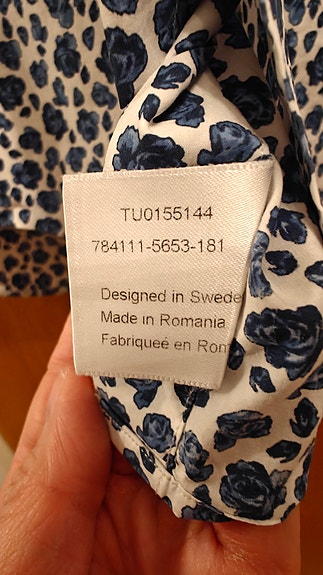 TU0155144
784111-5653-181
Designed in Swede
Made in Romania
Fabriqueé en Rom